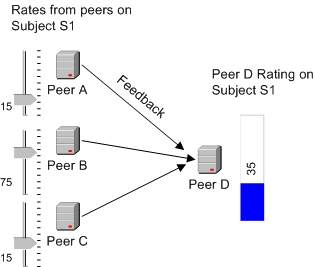 Rates from peers on
Subject S1
Peer A
15
Feedback
Peer D Rating on
Subject S1
Peer B
75
35
Peer D
Peer C
15